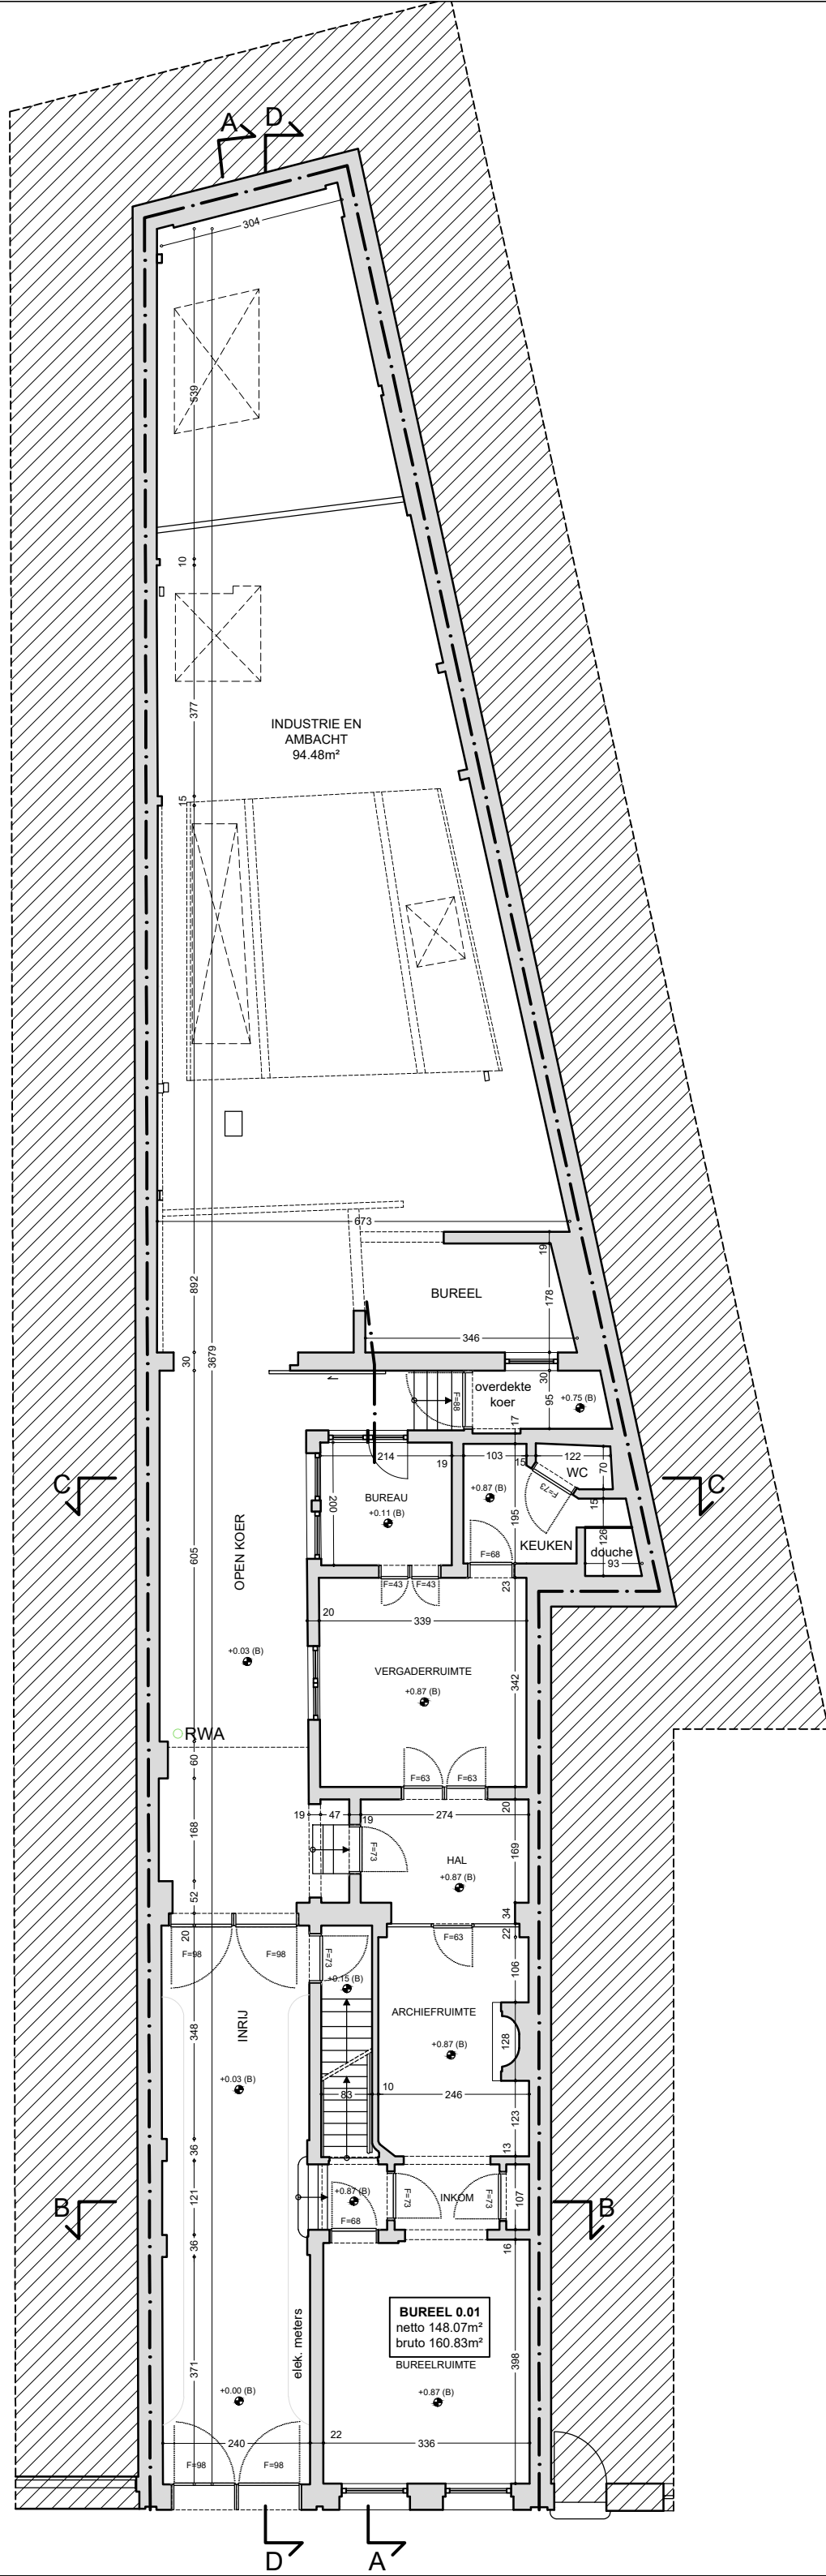 A D
304
539
10
377
INDUSTRIE EN
AMBACHT
94.48m²
15
673
19
892
BUREEL
178
346
30
3679
30
overdekte
koer
F=88
95
+0.75 (B)
17
214
19
103
15
122
WC
70
C
C
BUREAU
+0.11 (B)
200
+0.87 (B)
F=73
15
195
126
KEUKEN
douche
93
F=68
605
OPEN KOER
F=43
F=43
23
20
339
+0.03 (B)
VERGADERRUIMTE
342
+0.87 (B)
RWA
60
F=63
F=63
20
19
47
19
274
168
F=73
HAL
169
+0.87 (B)
52
34
20
22
F=98
F=98
F=73
F=63
+0.15 (B)
106
INRIJ
348
ARCHIEFRUIMTE
128
+0.87 (B)
+0.03 (B)
83
10
246
123
36
13
+0.87 (B)
F=73
INKOM
F=73
107
121
B
B
F=68
36
16
BUREEL 0.01
netto 148.07m²
bruto 160.83m²
BUREELRUIMTE
elek. meters
371
398
+0.00 (B)
+0.87 (B)
240
22
336
F=98
F=98
D
A